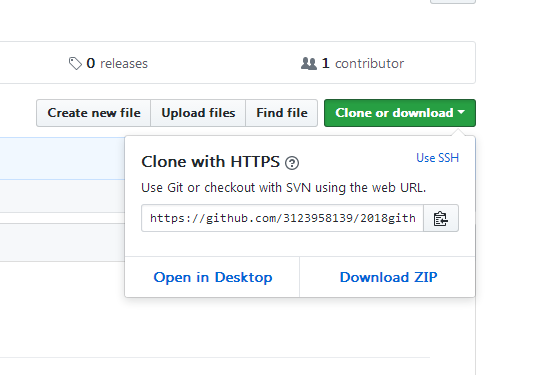 0 releases
1 contributor
Create new file
Upload files
Find file
Clone or download
Clone with HTTPS
Use SSH
Use Git or checkout with SVN using the web URL.
https://github.com/3123958139/2018gith
Open in Desktop
Download ZIP